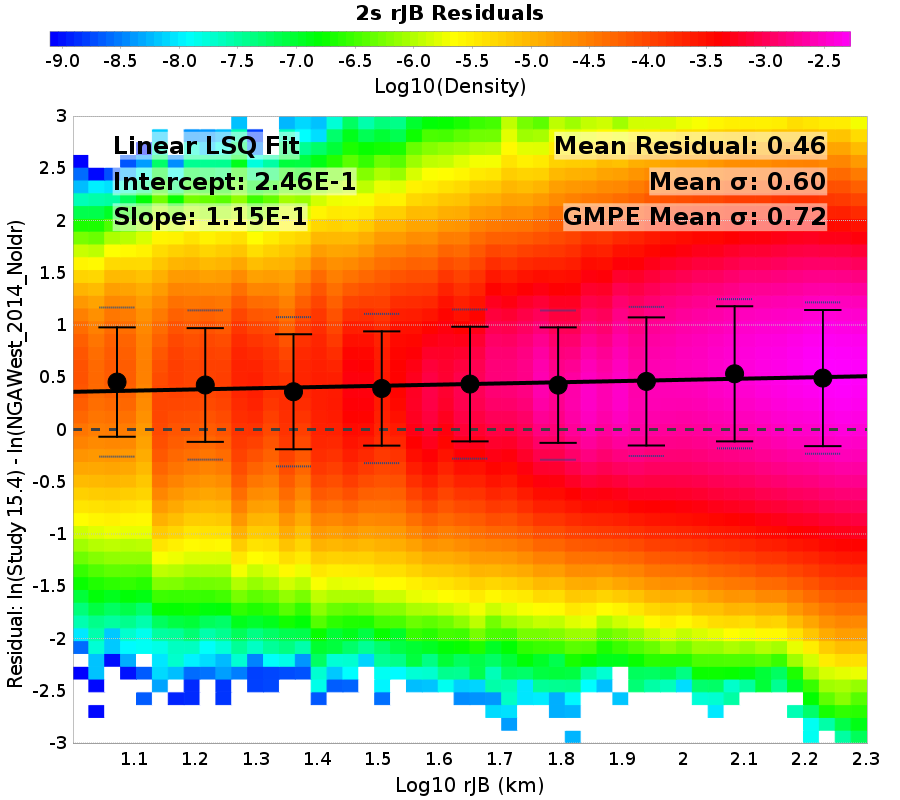 2s rJB Residuals
-9.0 -8.5 -8.0 -7.5 -7.0 -6.5 -6.0 -5.5 -5.0 -4.5 -4.0 -3.5 -3.0 -2.5
Log10(Density)
Residual: ln(Study 15.4) - ln(NGAWest_2014_NoIdr)
3
2.5
2
1.5
1
0.5
0
-0.5
-1
-1.5
-2
-2.5
-3
Linear LSQ Fit
Intercept: 2.46E-1
Slope: 1.15E-1
Mean Residual: 0.46
Mean σ: 0.60
GMPE Mean σ: 0.72
1.1 1.2 1.3 1.4 1.5 1.6 1.7 1.8 1.9 2 2.1 2.2 2.3
Log10 rJB (km)